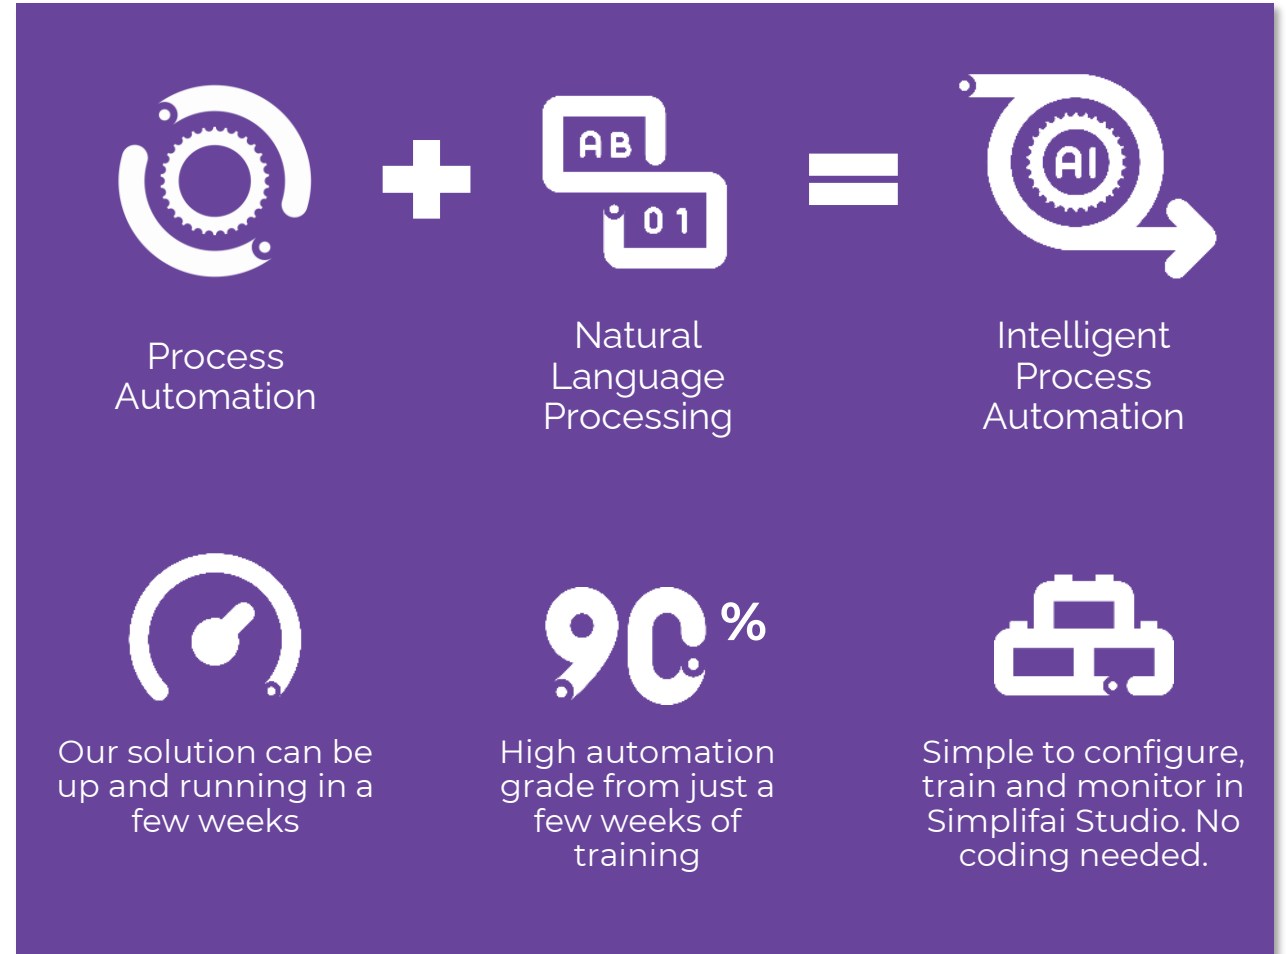 AB
01
AI
Process
Automation
Natural
Language
Processing
Intelligent
Process
Automation
90%
Our solution can be
up and running in a
few weeks
High automation
grade from just a
few weeks of
training
Simple to configure,
train and monitor in
Simplifai Studio. No
coding needed.